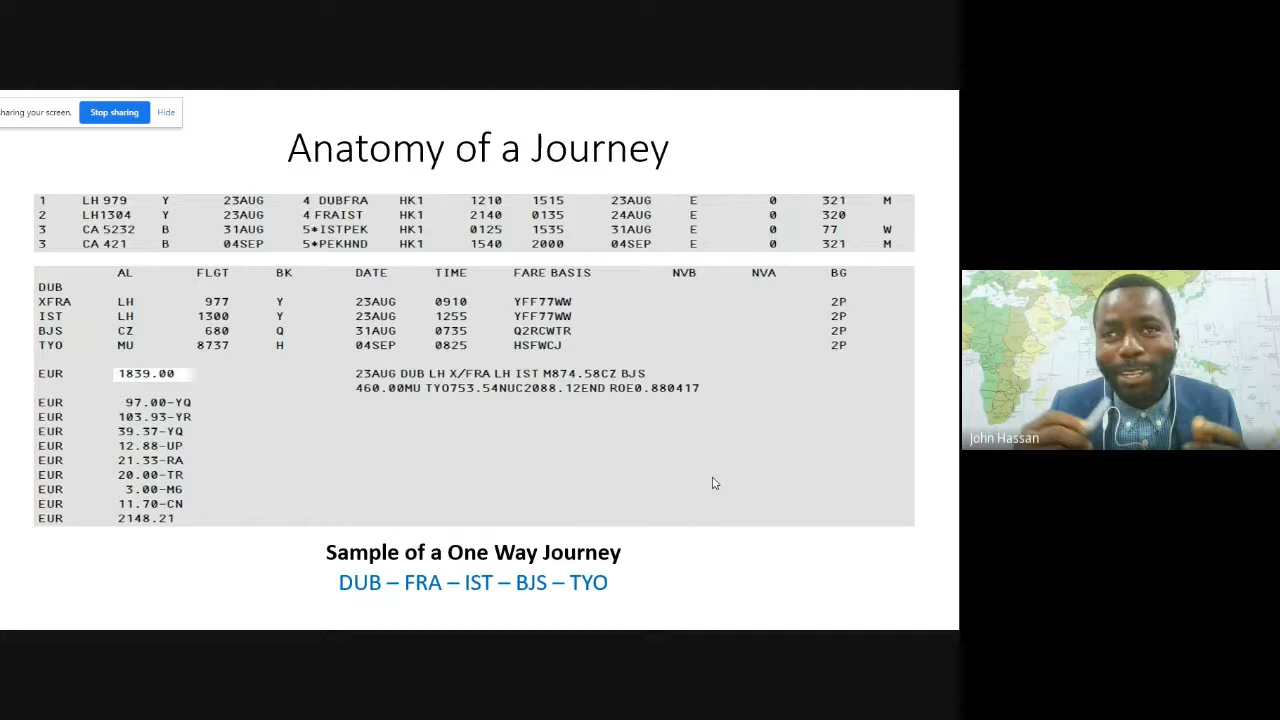 haring your screen. Stop sharing Hide
Anatomy of a Journey
1 LH 979 Y 23AUG 4 DUBFRA HK1 1210 1515 23AUG E 0 321 M
2 LH1304 Y 23AUG 4 FRAIST HK1 2140 0135 24AUG E 0 320
3 CA 5232 B 31AUG 5*ISTPEK HK1 0125 1535 31AUG E 0 77 W
3 CA 421 B 04SEP 5*PEKHND HK1 1540 2000 04SEP E 0 321 M
AL FLGT BK DATE TIME FARE BASIS NVB NVA BG
DUB
XFRA LH 977 Y 23AUG 0910 YFF77WW 2P
IST LH 1300 Y 23AUG 1255 YFF77WW 2P
BJS CZ 680 Q 31AUG 0735 Q2RCWTR 2P
TYO MU 8737 H 04SEP 0825 HSFWCJ 2P
EUR 1839.00 23AUG DUB LH X/FRA LH IST M874.58CZ BJS
460.00MU TYO753.54NUC2088.12END ROE0.880417
EUR 97.00-YQ
EUR 103.93-YR
EUR 39.37-YQ
EUR 12.88-UP
EUR 21.33-RA
EUR 20.00-TR
EUR 3.00-M6
EUR 11.70-CN
EUR 2148.21
Sample of a One Way Journey
DUB – FRA – IST – BJS – TYO
John Hassan